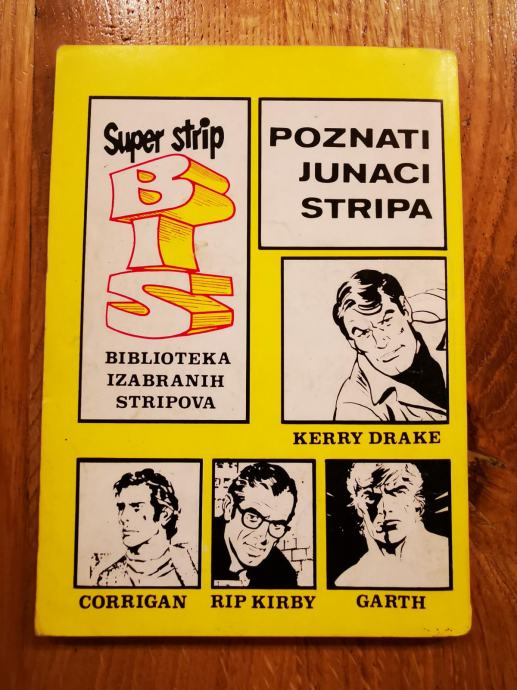 Super strip
BIS
BIBLIOTEKA
IZABRANIH
STRIPOVA
POZNATI
JUNACI
STRIPA
KERRY DRAKE
CORRIGAN
RIP KIRBY
GARTH